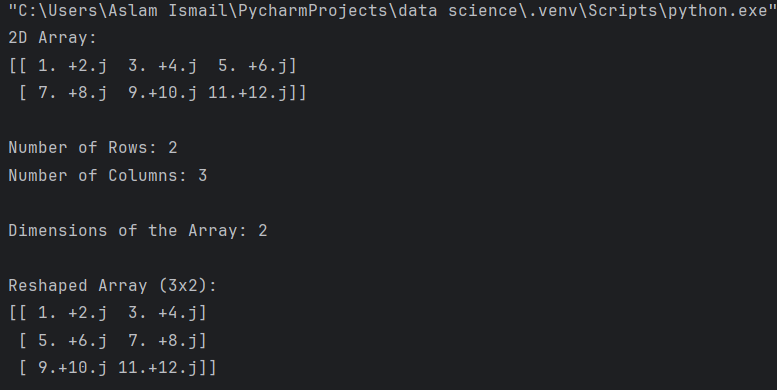 "C:\Users\Aslam Ismail\PycharmProjects\data science\.venv\Scripts\python.exe"
2D Array:
[[ 1. +2.j  3. +4.j  5. +6.j]
 [ 7. +8.j  9.+10.j 11.+12.j]]
Number of Rows: 2
Number of Columns: 3
Dimensions of the Array: 2
Reshaped Array (3x2):
[[ 1. +2.j  3. +4.j]
 [ 5. +6.j  7. +8.j]
 [ 9.+10.j 11.+12.j]]